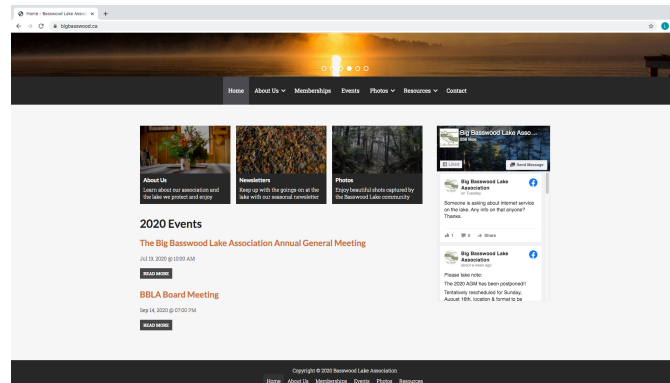 Home - Basswood Lake Assoc
bigbasswood.ca
Home About Us Memberships Events Photos Resources Contact
About Us
Learn about our association and
the lake we protect and enjoy
Newsletters
Keep up with the goings on at the
lake with our seasonal newsletter
Photos
Enjoy beautiful shots captured by
the Basswood Lake community
2020 Events
The Big Basswood Lake Association Annual General Meeting
Jul 19, 2020 @ 10:00 AM
READ MORE
BBLA Board Meeting
Sep 14, 2020 @ 07:00 PM
READ MORE
Big Basswood Lake Asso...
Liked
Send Message
Big Basswood Lake
Association
on Tuesday
Someone is asking about internet service
on the lake. Any info on that anyone?
Thanks.
1 6 Share
Big Basswood Lake
Association
about a week ago
Please take note:
The 2020 AGM has been postponed!!
Tentatively rescheduled for Sunday,
August 16th, location & format to be
Copyright © 2020 Basswood Lake Association
Home About Us Memberships Events Photos Resources